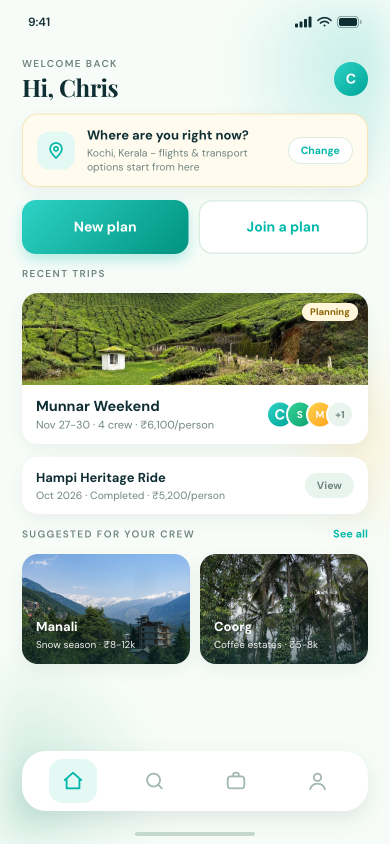 9:41
WELCOME BACK
Hi, Chris
C
Where are you right now?
Kochi, Kerala - flights & transport
options start from here
Change
New plan
Join a plan
RECENT TRIPS
Planning
Munnar Weekend
Nov 27-30 · 4 crew · ₹6,100/person
C S M +1
Hampi Heritage Ride
Oct 2026 · Completed · ₹5,200/person
View
SUGGESTED FOR YOUR CREW
See all
Manali
Snow season · ₹8-12k
Coorg
Coffee estates · ₹5-8k